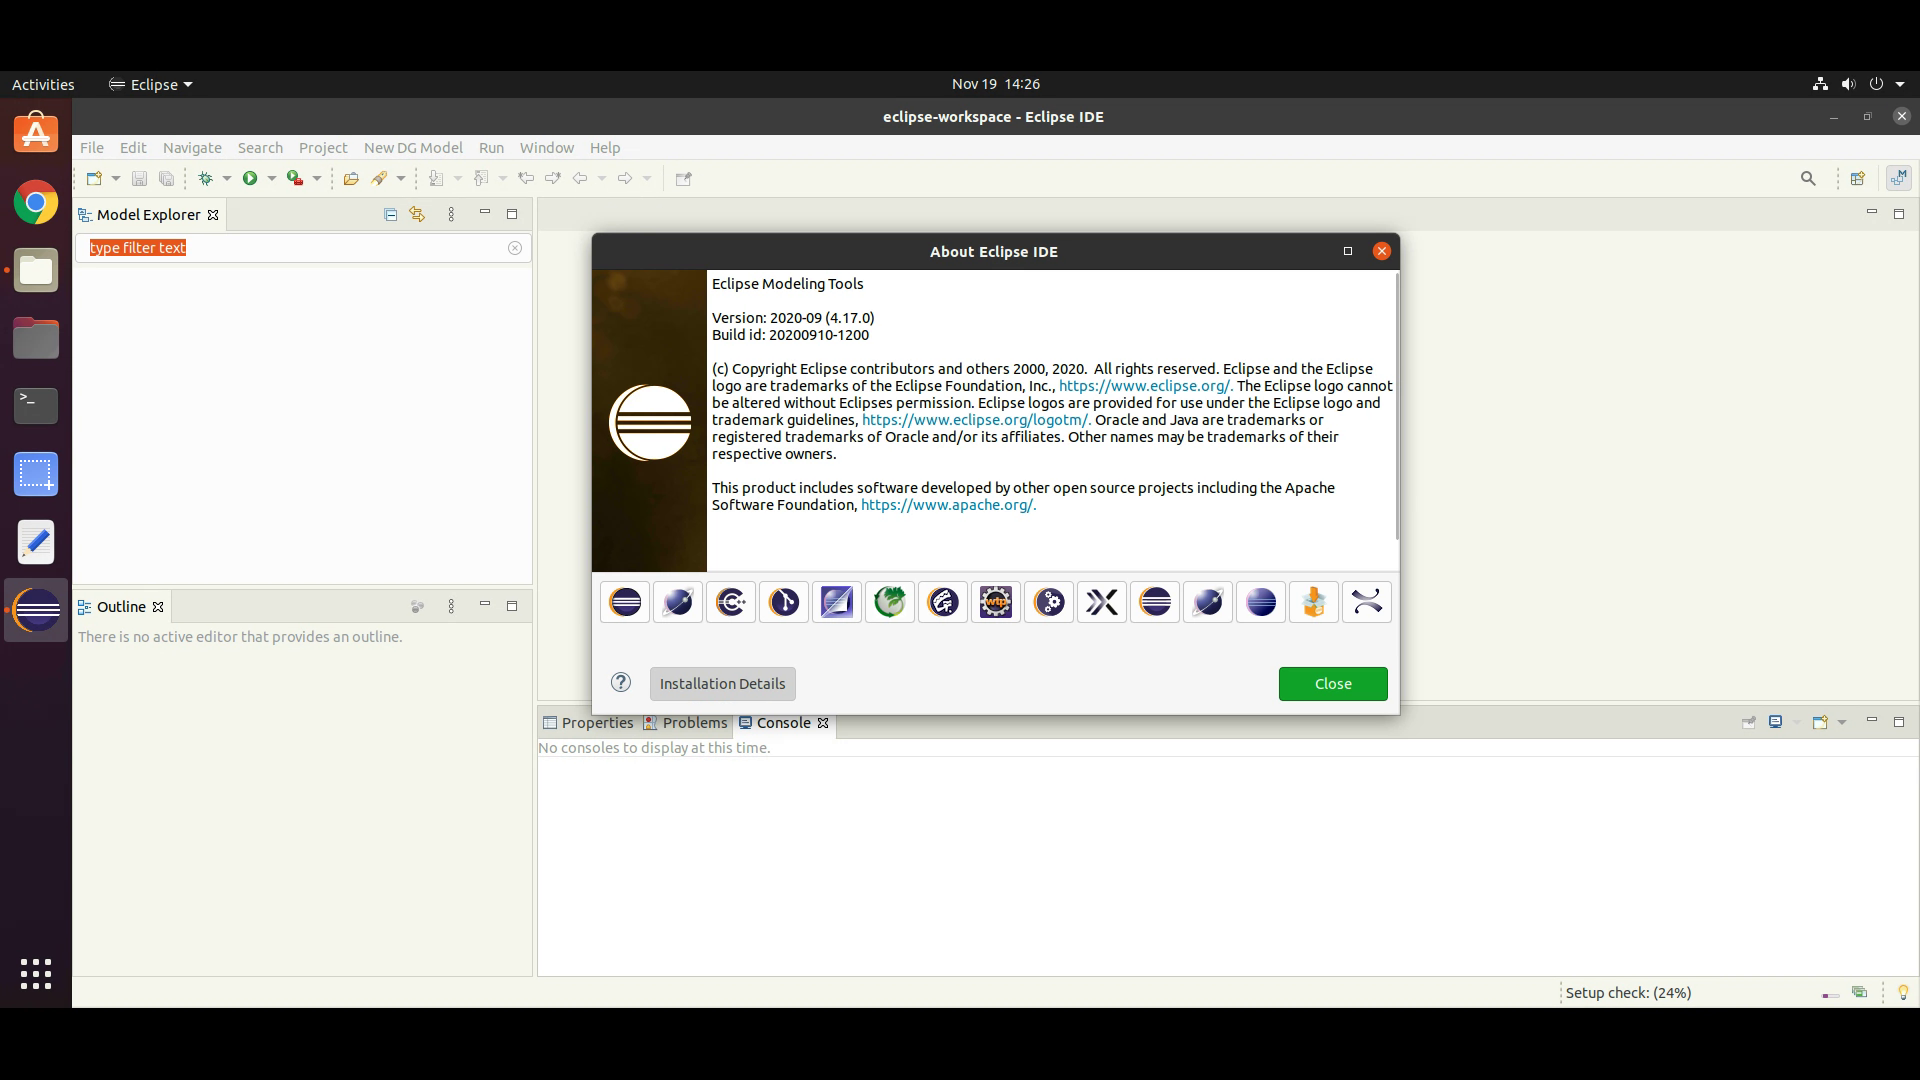 Activities
Eclipse
Nov 19 14:26
eclipse-workspace - Eclipse IDE
File Edit Navigate Search Project New DG Model Run Window Help
Model Explorer
type filter text
About Eclipse IDE
Eclipse Modeling Tools
Version: 2020-09 (4.17.0)
Build id: 20200910-1200
(c) Copyright Eclipse contributors and others 2000, 2020. All rights reserved. Eclipse and the Eclipse
logo are trademarks of the Eclipse Foundation, Inc., https://www.eclipse.org/. The Eclipse logo cannot
be altered without Eclipses permission. Eclipse logos are provided for use under the Eclipse logo and
trademark guidelines, https://www.eclipse.org/logotm/. Oracle and Java are trademarks or
registered trademarks of Oracle and/or its affiliates. Other names may be trademarks of their
respective owners.
This product includes software developed by other open source projects including the Apache
Software Foundation, https://www.apache.org/.
wtp
Installation Details
Close
Outline
There is no active editor that provides an outline.
Properties Problems Console
No consoles to display at this time.
Setup check: (24%)